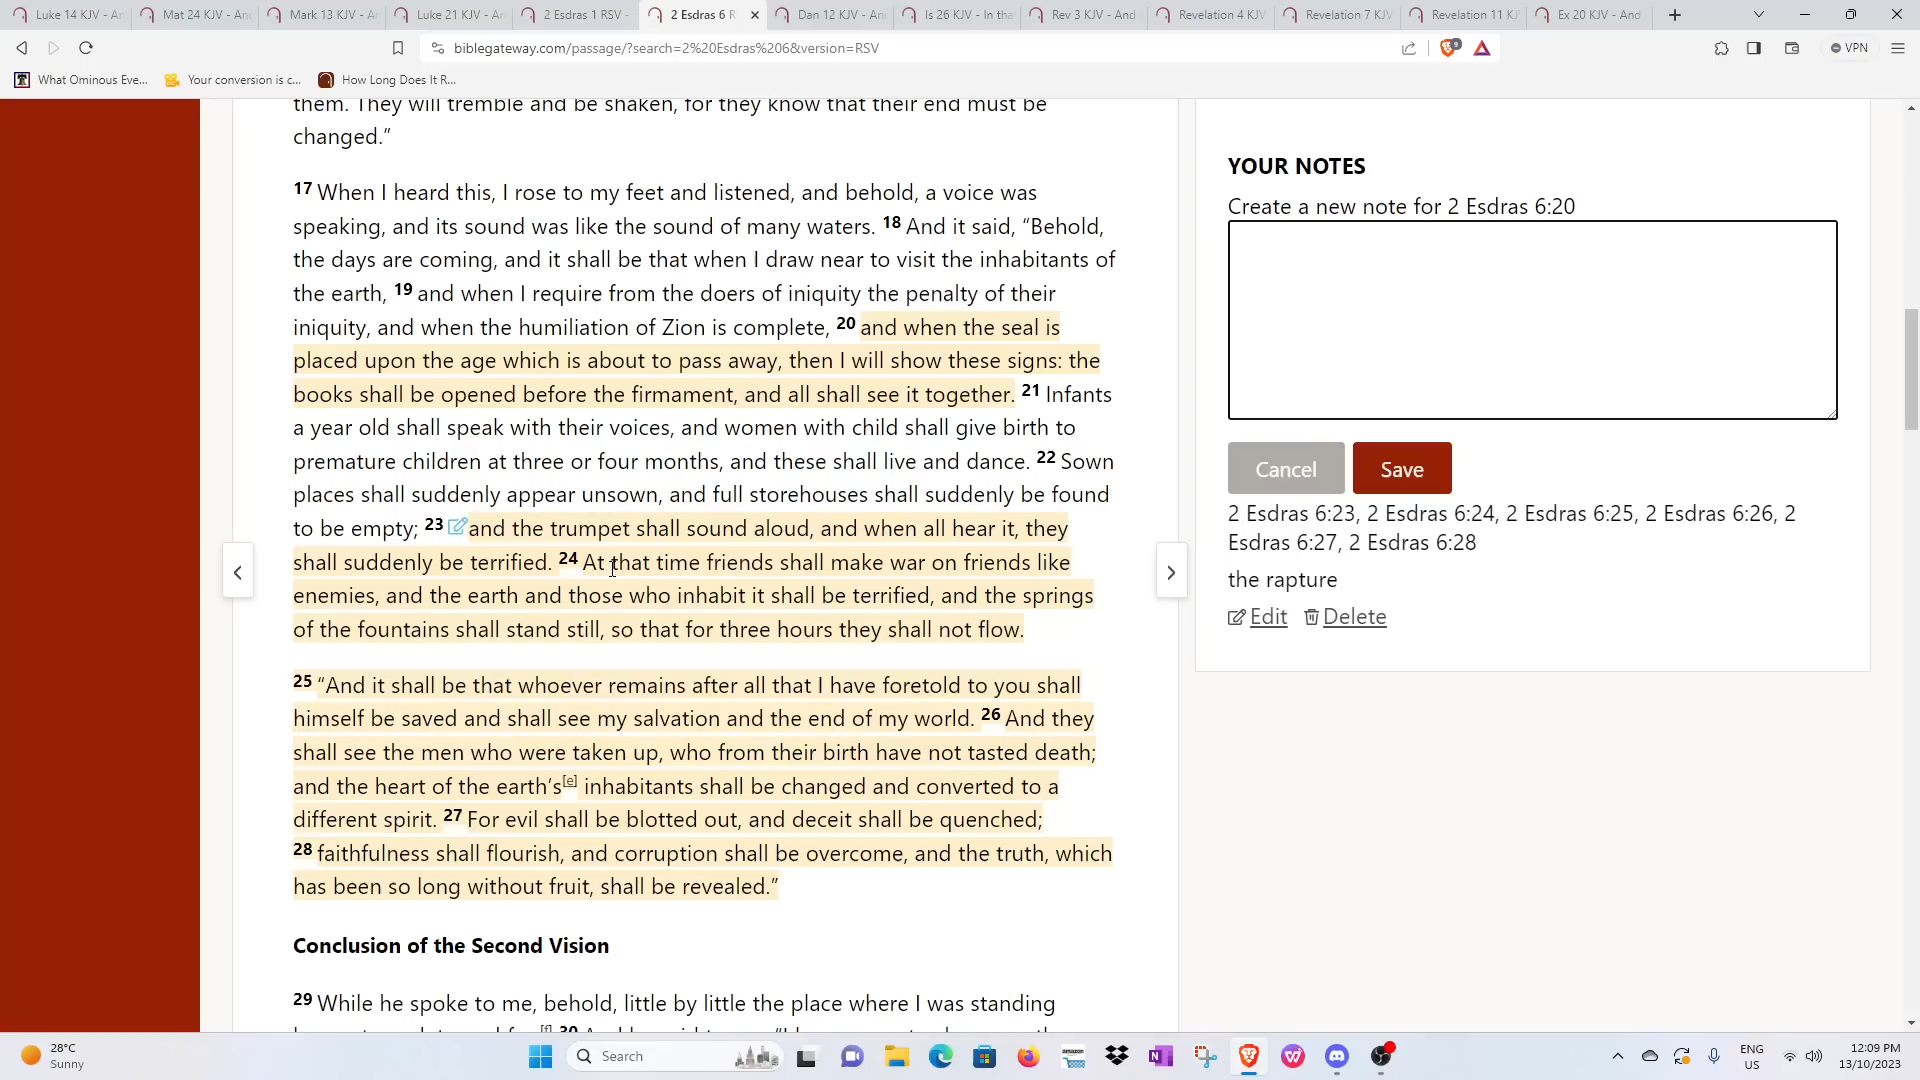 Luke 14 KJV - An
Mat 24 KJV - And
Mark 13 KJV - An
Luke 21 KJV - An
2 Esdras 1 RSV -
2 Esdras 6 R
Dan 12 KJV - And
Is 26 KJV - In tha
Rev 3 KJV - And
Revelation 4 KJV
Revelation 7 KJV
Revelation 11 KJ
Ex 20 KJV - And
biblegateway.com/passage/?search=2%20Esdras%206&version=RSV
9
VPN
What Ominous Eve...
Your conversion is c...
How Long Does It R...
them. They will tremble and be shaken, for they know that their end must be
changed.”
17 When I heard this, I rose to my feet and listened, and behold, a voice was
speaking, and its sound was like the sound of many waters. 18 And it said, “Behold,
the days are coming, and it shall be that when I draw near to visit the inhabitants of
the earth, 19 and when I require from the doers of iniquity the penalty of their
iniquity, and when the humiliation of Zion is complete, 20 and when the seal is
placed upon the age which is about to pass away, then I will show these signs: the
books shall be opened before the firmament, and all shall see it together. 21 Infants
a year old shall speak with their voices, and women with child shall give birth to
premature children at three or four months, and these shall live and dance. 22 Sown
places shall suddenly appear unsown, and full storehouses shall suddenly be found
to be empty; 23 and the trumpet shall sound aloud, and when all hear it, they
shall suddenly be terrified. 24 At that time friends shall make war on friends like
enemies, and the earth and those who inhabit it shall be terrified, and the springs
of the fountains shall stand still, so that for three hours they shall not flow.
25 “And it shall be that whoever remains after all that I have foretold to you shall
himself be saved and shall see my salvation and the end of my world. 26 And they
shall see the men who were taken up, who from their birth have not tasted death;
and the heart of the earth’s[e] inhabitants shall be changed and converted to a
different spirit. 27 For evil shall be blotted out, and deceit shall be quenched;
28 faithfulness shall flourish, and corruption shall be overcome, and the truth, which
has been so long without fruit, shall be revealed.”
Conclusion of the Second Vision
29 While he spoke to me, behold, little by little the place where I was standing
YOUR NOTES
Create a new note for 2 Esdras 6:20
Cancel
Save
2 Esdras 6:23, 2 Esdras 6:24, 2 Esdras 6:25, 2 Esdras 6:26, 2
Esdras 6:27, 2 Esdras 6:28
the rapture
Edit
Delete
28°C
Sunny
Search
amazon
ENG
US
12:09 PM
13/10/2023